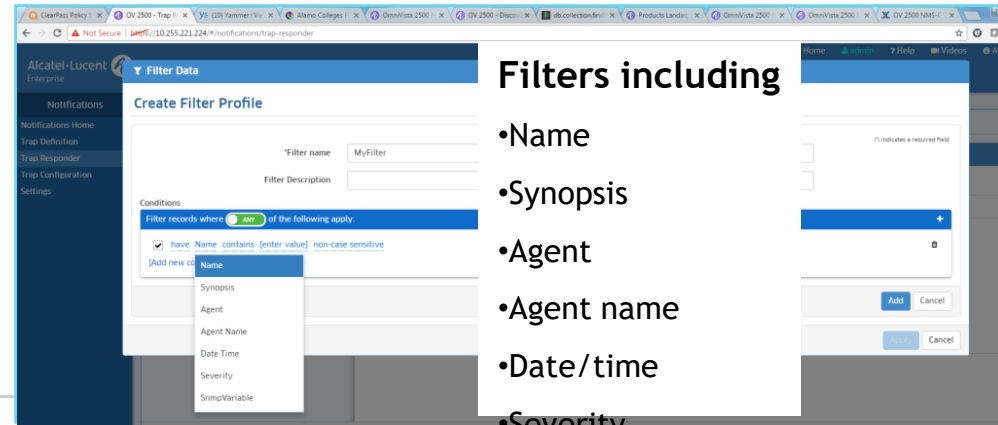 ClearPass Policy
OV 2500 - Trap R
(18) Yammer : Vie
Alamo Colleges
OmniVista 2500
OV 2500 - Discov
db.collection.find
Products Landing
OmniVista 2500
OmniVista 2500
OV 2500 NMS-E
Not Secure | https://10.255.221.224/#/notifications/trap-responder
Home admin ? Help Videos
Alcatel-Lucent
Enterprise
Notifications
Notifications Home
Trap Definition
Trap Responder
Trap Configuration
Settings
Filter Data
Create Filter Profile
indicates a required field
*Filter name MyFilter
Filter Description
Conditions
Filter records where ANY of the following apply:
have Name contains [enter value] non-case sensitive
[Add new co
Name
Synopsis
Agent
Agent Name
Date Time
Severity
SnmpVariable
Add Cancel
Apply Cancel
Filters including
•Name
•Synopsis
•Agent
•Agent name
•Date/time
•Severity